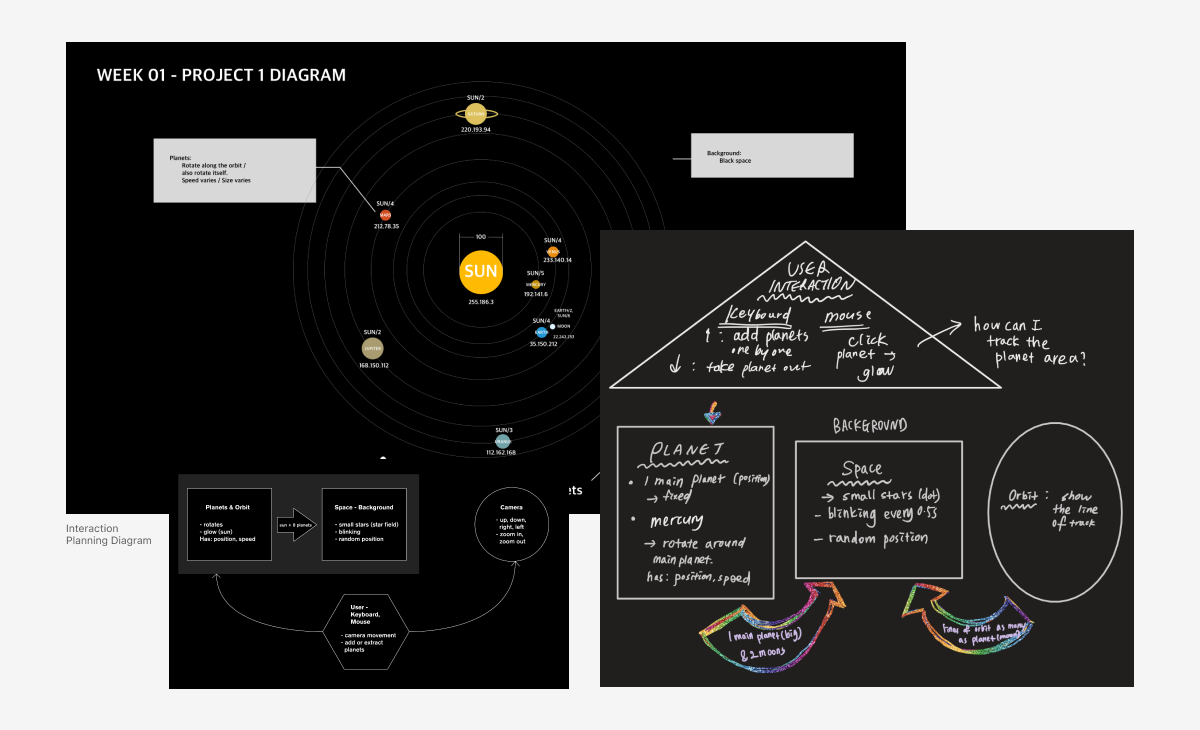 WEEK 01 - PROJECT 1 DIAGRAM
Planets:
Rotate along the orbit /
also rotate itself.
Speed varies / Size varies
Background:
Black space
SUN/2
SATURN
220.193.94
SUN/4
MARS
212.78.35
100
SUN
255.186.3
SUN/4
VENUS
233.140.14
SUN/5
MERCURY
192.141.6
EARTH/2,
SUN/8
MOON
22.242.253
SUN/4
EARTH
35.150.212
SUN/2
JUPITER
168.150.112
SUN/3
URANUS
112.162.168
ets
Interaction
Planning Diagram
Planets & Orbit
- rotates
- glow (sun)
Has: position, speed
sun + 8 planets
Space - Background
- small stars (star field)
- blinking
- random position
Camera
- up, down,
right, left
- zoom in,
zoom out
User -
Keyboard,
Mouse
- camera movement
- add or extract
planets
USER
INTERACTION
Keyboard
↑ : add planets
one by one
↓ : take planet out
mouse
click
planet →
glow
how can I
track the
planet area?
PLANET
• 1 main planet (position)
→ fixed
• mercury
→ rotate around
main planet.
has: position, speed
BACKGROUND
Space
→ small stars (dot)
- blinking every 0.5s
- random position
Orbit : show
the line
of track
1 main planet (big)
& 2 moons
of orbit as many
as planet (moon)